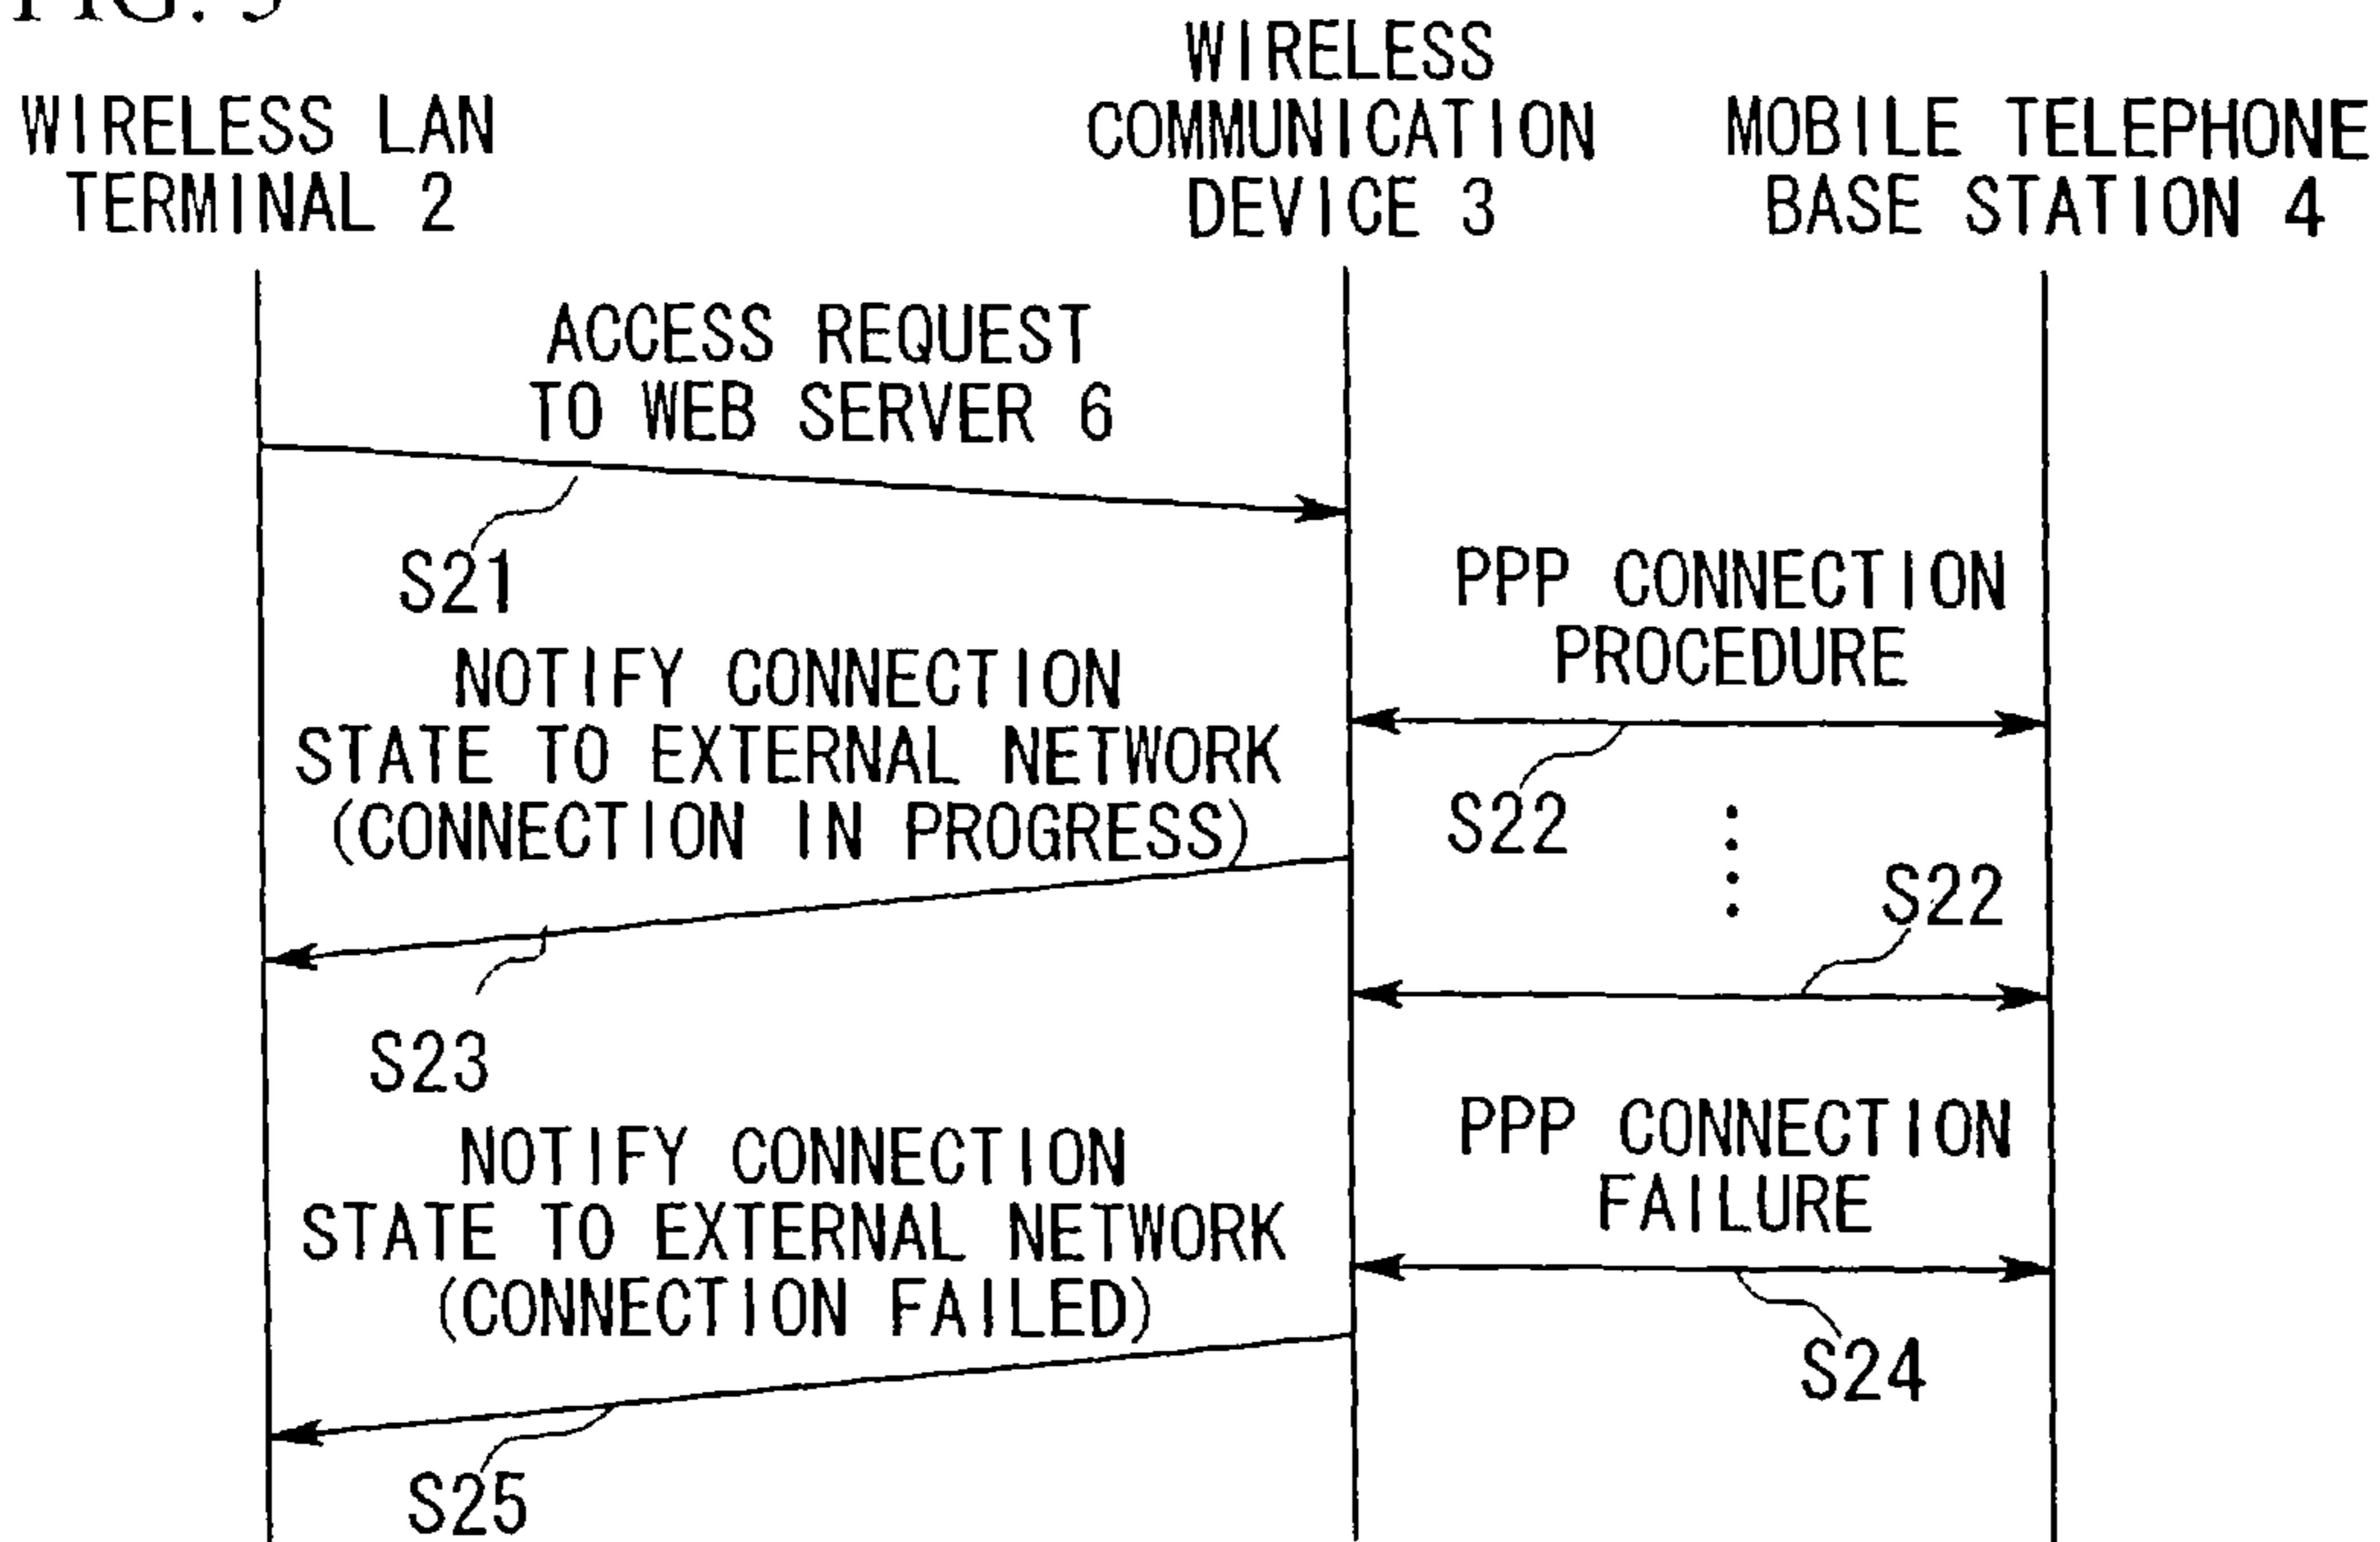 WIRELESS LAN
TERMINAL 2
WIRELESS
COMMUNICATION
DEVICE 3
MOBILE TELEPHONE
BASE STATION 4
ACCESS REQUEST
TO WEB SERVER 6
S21
PPP CONNECTION
PROCEDURE
S22
NOTIFY CONNECTION
STATE TO EXTERNAL NETWORK
(CONNECTION IN PROGRESS)
S22
S23
PPP CONNECTION
FAILURE
S24
NOTIFY CONNECTION
STATE TO EXTERNAL NETWORK
(CONNECTION FAILED)
S25